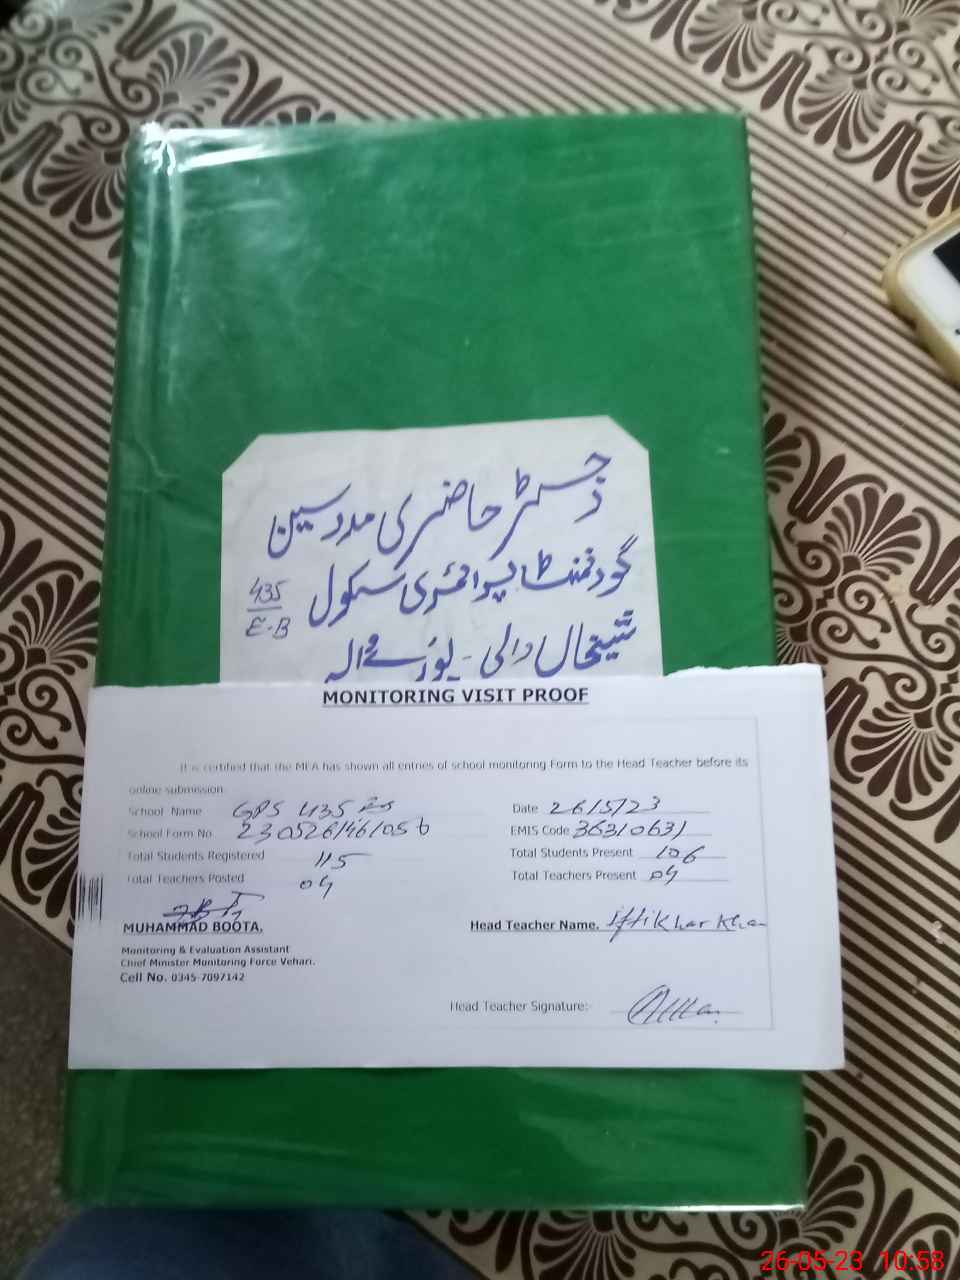 رجسٹر حاضری مدرسین
گورنمنٹ پرائمری سکول 435/E-B
شیخاں والی - بورے والہ
MONITORING VISIT PROOF
It is certified that the MEA has shown all entries of school monitoring Form to the Head Teacher before its
online submission.
School Name GPS 435 EB Date 26/5/23
School Form No. EMIS Code 36310631
Total Students Registered 115 Total Students Present 106
Total Teachers Posted 04 Total Teachers Present 04
MUHAMMAD BOOTA. Head Teacher Name. Iftikhar Khan
Monitoring & Evaluation Assistant
Chief Minister Monitoring Force Vehari.
Cell No. 0345-7097142
Head Teacher Signature:-
26-05-23 10:58